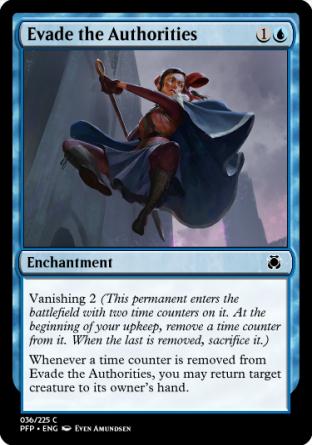 Evade the Authorities 1
Enchantment
Vanishing 2 (This permanent enters the
battlefield with two time counters on it. At the
beginning of your upkeep, remove a time counter
from it. When the last is removed, sacrifice it.)
Whenever a time counter is removed from
Evade the Authorities, you may return target
creature to its owner's hand.
036/225 C
PFP • ENG Even Amundsen